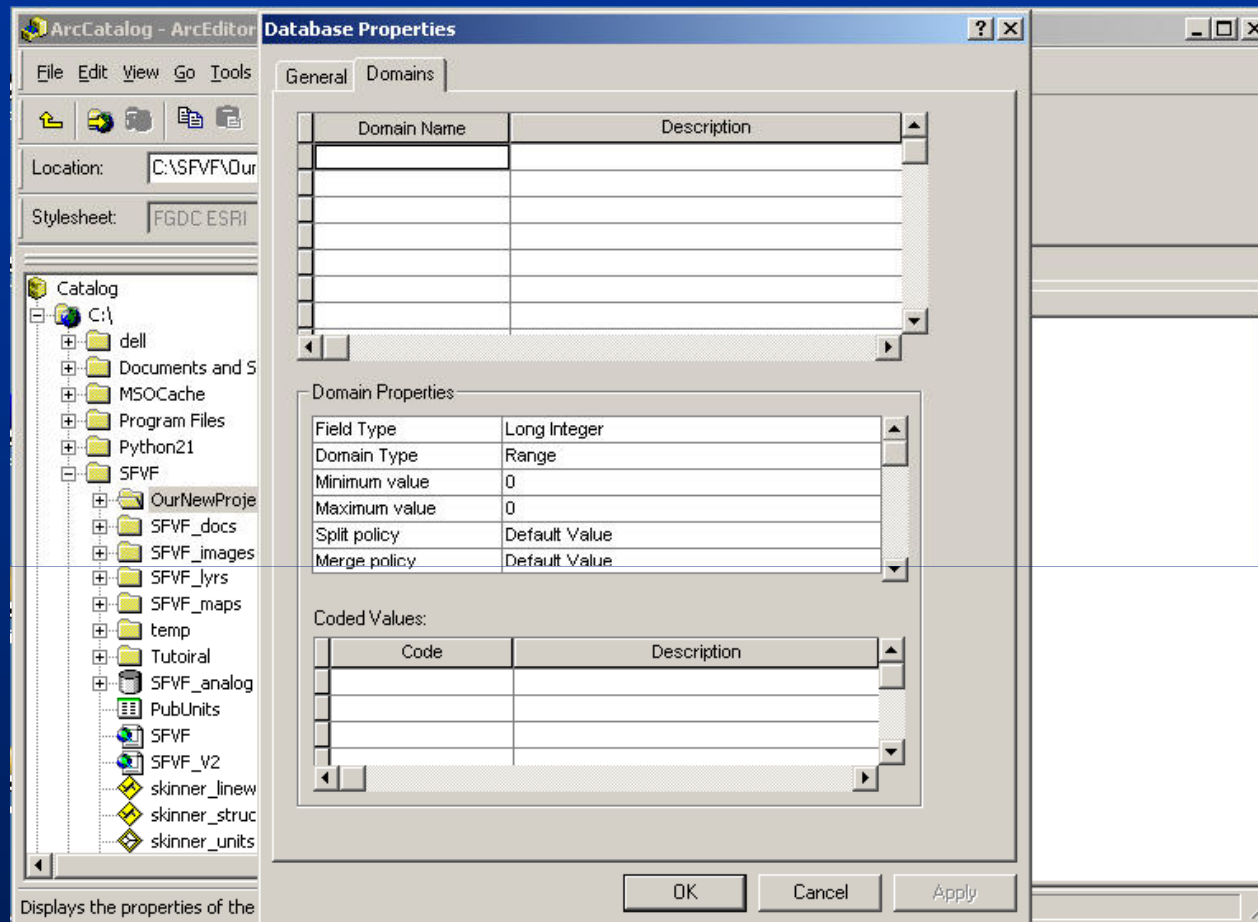 ArcCatalog - ArcEditor
Database Properties
File Edit View Go Tools
General Domains
Location: C:\SFVF\Our
Stylesheet: FGDC ESRI
Domain Name Description
Catalog
C:\
dell
Documents and S
MSOCache
Program Files
Python21
SFVF
OurNewProje
SFVF_docs
SFVF_images
SFVF_lyrs
SFVF_maps
temp
Tutoiral
SFVF_analog
PubUnits
SFVF
SFVF_V2
skinner_linew
skinner_struc
skinner_units
Domain Properties
Field Type Long Integer
Domain Type Range
Minimum value 0
Maximum value 0
Split policy Default Value
Merge policy Default Value
Coded Values:
Code Description
OK Cancel Apply
Displays the properties of the